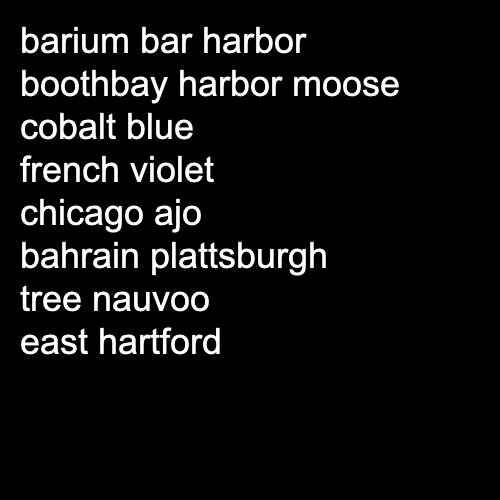 barium bar harbor
boothbay harbor moose
cobalt blue
french violet
chicago ajo
bahrain plattsburgh
tree nauvoo
east hartford